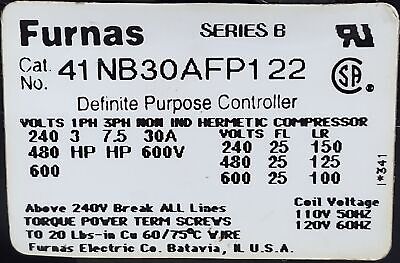 Furnas SERIES B
Cat. No. 41NB30AFP122
Definite Purpose Controller
VOLTS 1PH 3PH NON IND HERMETIC COMPRESSOR
240 3 7.5 30A VOLTS FL LR
480 HP HP 600V 240 25 150
600 480 25 125
600 25 100
I*341
Above 240V Break ALL Lines Coil Voltage
TORQUE POWER TERM SCREWS 110V 50HZ
TO 20 Lbs-in Cu 60/75°C WIRE 120V 60HZ
Furnas Electric Co. Batavia, IL U.S.A.